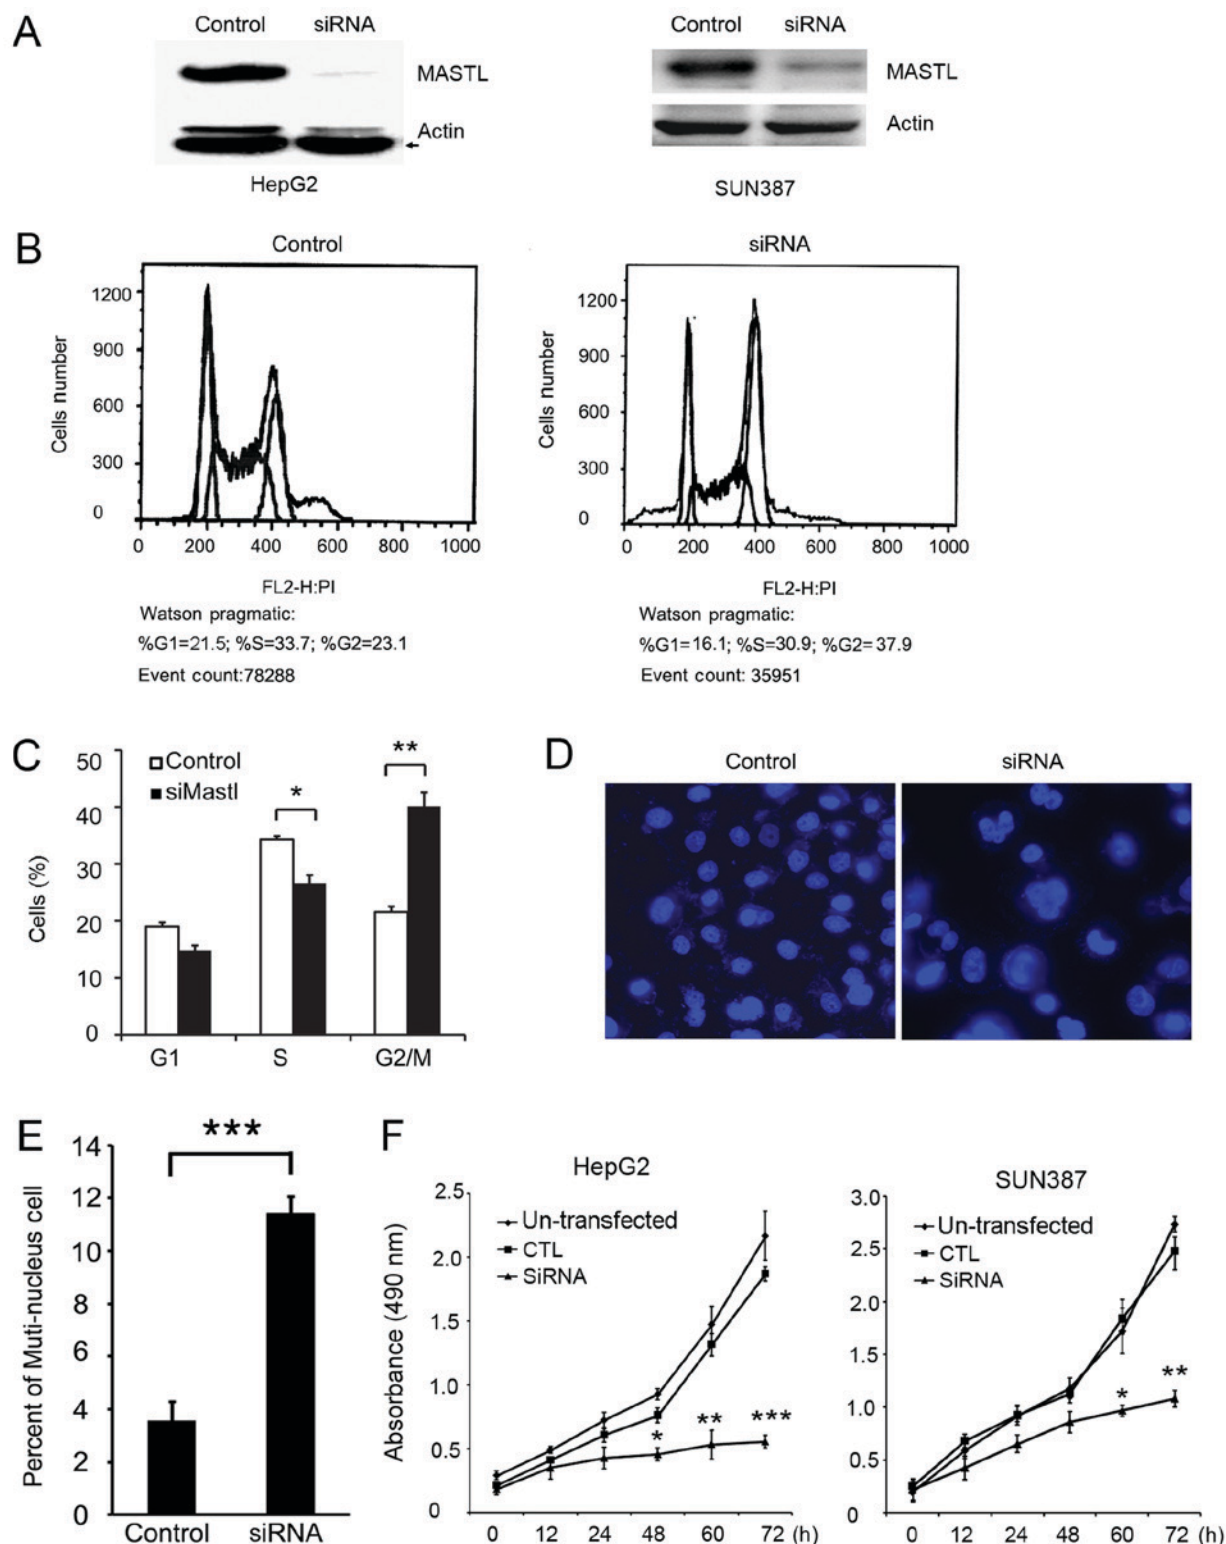 A
Control siRNA
MASTL
Actin
HepG2
Control siRNA
MASTL
Actin
SUN387
B
Control
Cells number
1200
900
600
300
0
0 200 400 600 800 1000
FL2-H:PI
Watson pragmatic:
%G1=21.5; %S=33.7; %G2=23.1
Event count:78288
siRNA
Cells number
1200
900
600
300
0
0 200 400 600 800 1000
FL2-H:PI
Watson pragmatic:
%G1=16.1; %S=30.9; %G2=37.9
Event count: 35951
C
Cells (%)
50
40
30
20
10
0
Control
siMastl
*
**
G1 S G2/M
D
Control siRNA
E
Percent of Muti-nucleus cell
14
12
10
8
6
4
2
0
***
Control siRNA
F
HepG2
Absorbance (490 nm)
2.5
2.0
1.5
1.0
0.5
0
Un-transfected
CTL
SiRNA
* ** ***
0 12 24 48 60 72 (h)
SUN387
3.0
2.5
2.0
1.5
1.0
0.5
0
Un-transfected
CTL
SiRNA
* **
0 12 24 48 60 72 (h)